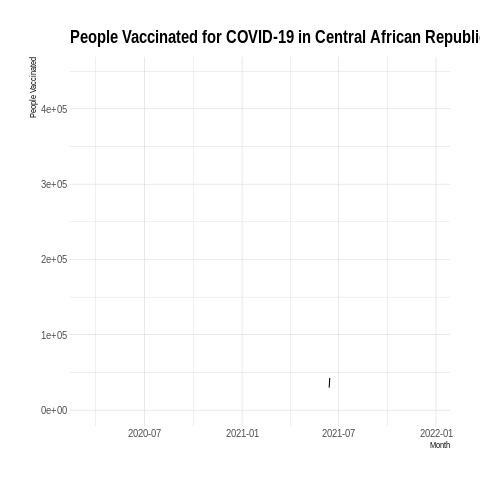 People Vaccinated for COVID-19 in Central African Republi
People Vaccinated
4e+05
3e+05
2e+05
1e+05
0e+00
2020-07 2021-01 2021-07 2022-01
Month